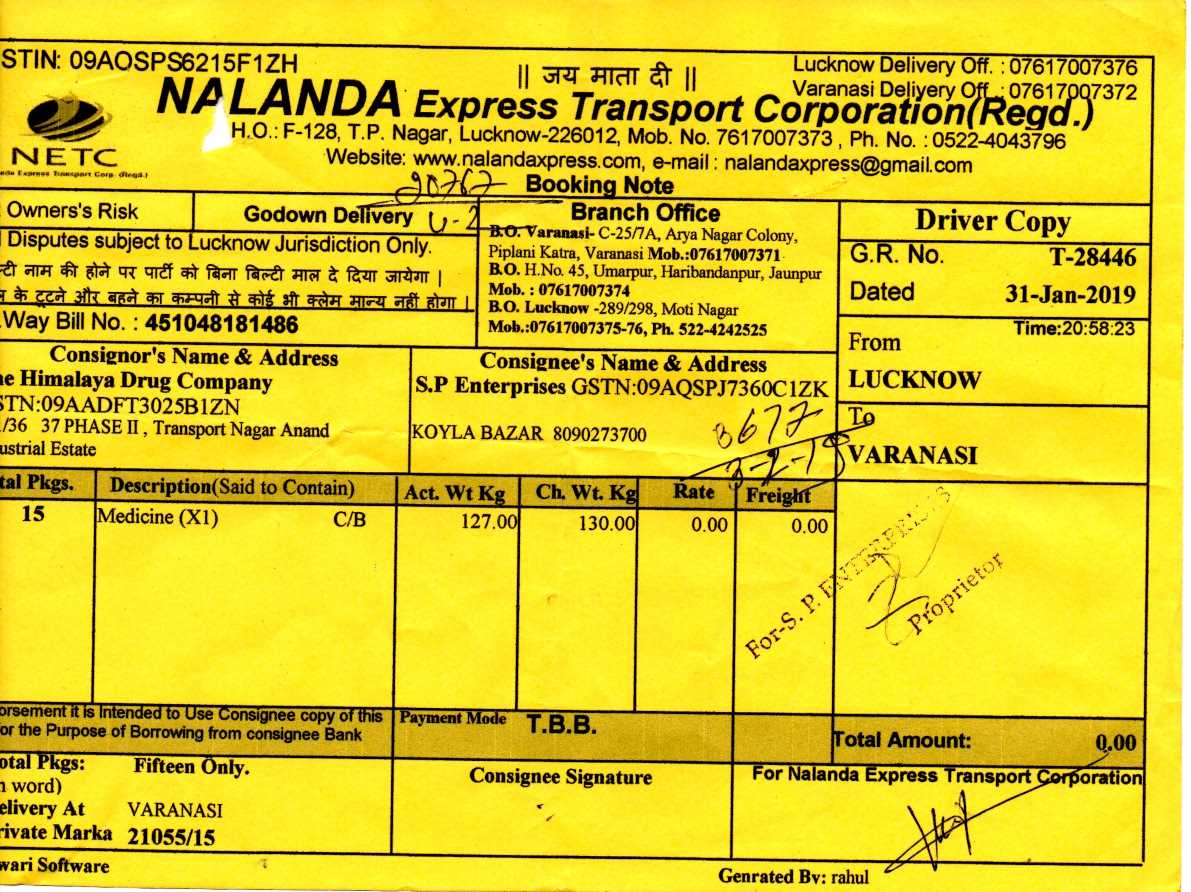 STIN: 09AQSPS6215F1ZH
|| जय माता दी ||
Lucknow Delivery Off. : 07617007376
Varanasi Delivery Off. : 07617007372
NALANDA Express Transport Corporation(Regd.)
H.O.: F-128, T.P. Nagar, Lucknow-226012, Mob. No. 7617007373 , Ph. No. : 0522-4043796
NETC
nda Express Transport Corp. (Regd.)
Website: www.nalandaxpress.com, e-mail : nalandaxpress@gmail.com
20767 Booking Note
Owners's Risk
Godown Delivery
Disputes subject to Lucknow Jurisdiction Only.
ल्टी नाम की होने पर पार्टी को बिना बिल्टी माल दे दिया जायेगा |
के टूटने और बहने का कम्पनी से कोई भी क्लेम मान्य नहीं होगा |
Way Bill No. : 451048181486
Branch Office
B.O. Varanasi- C-25/7A, Arya Nagar Colony,
Piplani Katra, Varanasi Mob.:07617007371
B.O. H.No. 45, Umarpur, Haribandanpur, Jaunpur
Mob. : 07617007374
B.O. Lucknow -289/298, Moti Nagar
Mob.:07617007375-76, Ph. 522-4242525
Driver Copy
G.R. No. T-28446
Dated 31-Jan-2019
Time:20:58:23
From
LUCKNOW
To
VARANASI
Consignor's Name & Address
he Himalaya Drug Company
STN:09AADFT3025B1ZN
/36 37 PHASE II , Transport Nagar Anand
ustrial Estate
Consignee's Name & Address
S.P Enterprises GSTN:09AQSPJ7360C1ZK
KOYLA BAZAR 8090273700
8677
3-2-19
tal Pkgs. Description(Said to Contain) Act. Wt Kg Ch. Wt. Kg Rate Freight
15 Medicine (X1) C/B 127.00 130.00 0.00 0.00
For-S. P. ENTERPRISES
Proprietor
orsement it is Intended to Use Consignee copy of this
for the Purpose of Borrowing from consignee Bank
Payment Mode T.B.B.
Total Amount: 0.00
otal Pkgs: Fifteen Only.
n word)
elivery At VARANASI
rivate Marka 21055/15
Consignee Signature
For Nalanda Express Transport Corporation
wari Software
Genrated By: rahul